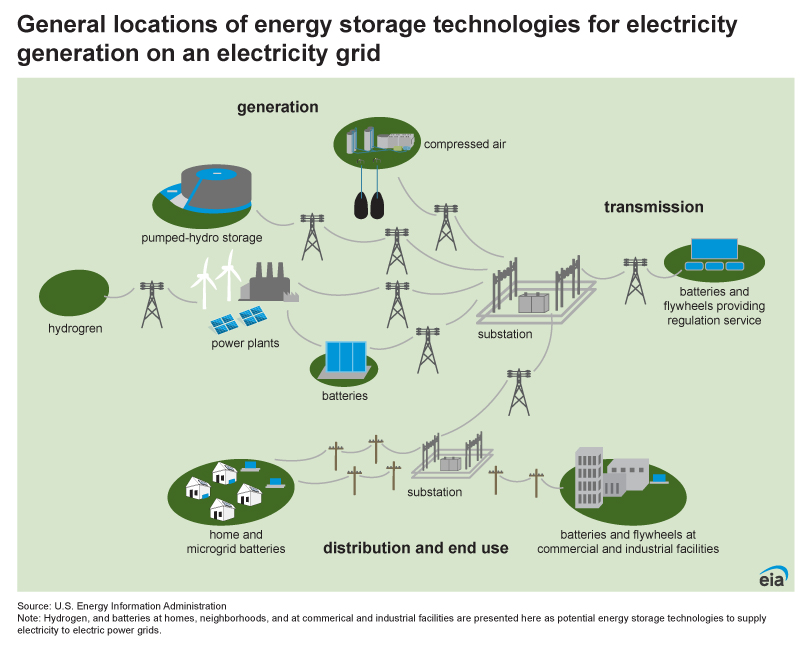 General locations of energy storage technologies for electricity
generation on an electricity grid
generation
compressed air
transmission
pumped-hydro storage
batteries and
flywheels providing
regulation service
hydrogren
power plants
substation
batteries
substation
home and
microgrid batteries
distribution and end use
batteries and flywheels at
commercial and industrial facilities
eia
Source: U.S. Energy Information Administration
Note: Hydrogen, and batteries at homes, neighborhoods, and at commerical and industrial facilities are presented here as potential energy storage technologies to supply
electricity to electric power grids.